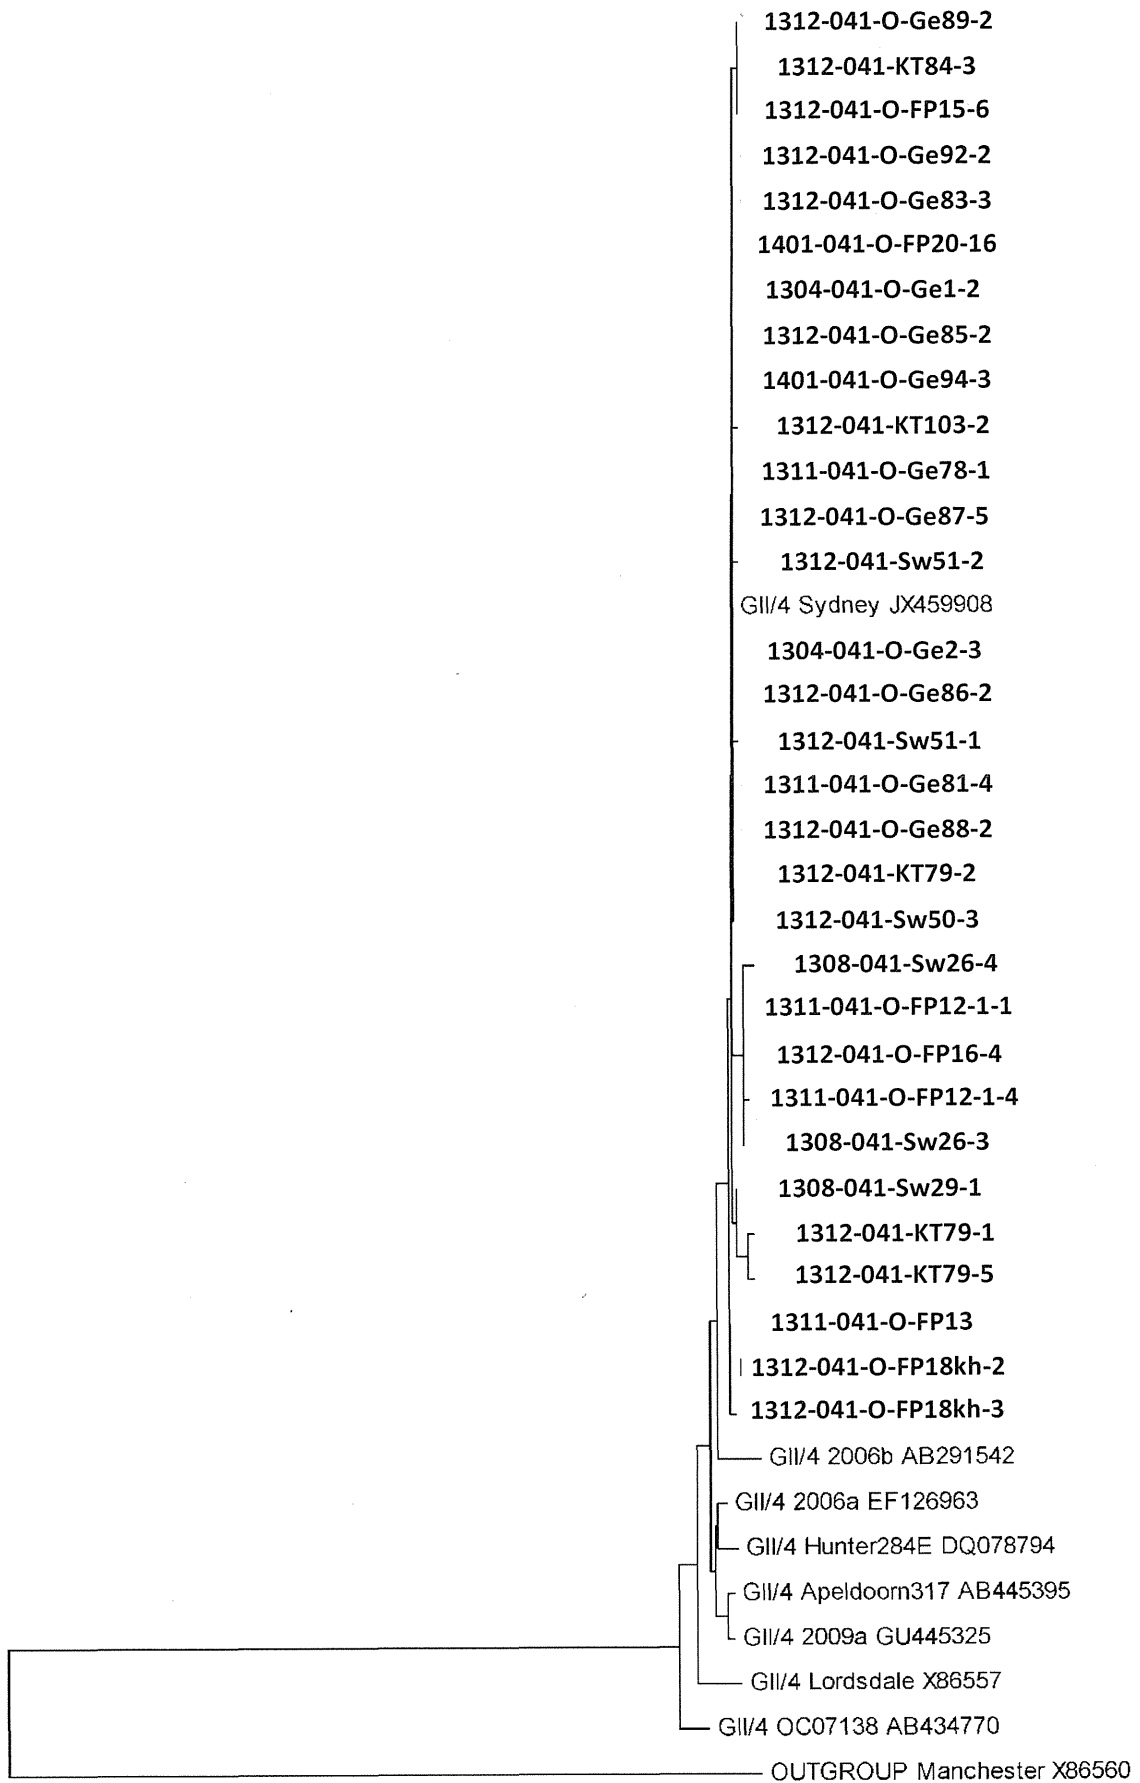 1312-041-O-Ge89-2
1312-041-KT84-3
1312-041-O-FP15-6
1312-041-O-Ge92-2
1312-041-O-Ge83-3
1401-041-O-FP20-16
1304-041-O-Ge1-2
1312-041-O-Ge85-2
1401-041-O-Ge94-3
1312-041-KT103-2
1311-041-O-Ge78-1
1312-041-O-Ge87-5
1312-041-Sw51-2
GII/4 Sydney JX459908
1304-041-O-Ge2-3
1312-041-O-Ge86-2
1312-041-Sw51-1
1311-041-O-Ge81-4
1312-041-O-Ge88-2
1312-041-KT79-2
1312-041-Sw50-3
1308-041-Sw26-4
1311-041-O-FP12-1-1
1312-041-O-FP16-4
1311-041-O-FP12-1-4
1308-041-Sw26-3
1308-041-Sw29-1
1312-041-KT79-1
1312-041-KT79-5
1311-041-O-FP13
1312-041-O-FP18kh-2
1312-041-O-FP18kh-3
GII/4 2006b AB291542
GII/4 2006a EF126963
GII/4 Hunter284E DQ078794
GII/4 Apeldoorn317 AB445395
GII/4 2009a GU445325
GII/4 Lordsdale X86557
GII/4 OC07138 AB434770
OUTGROUP Manchester X86560